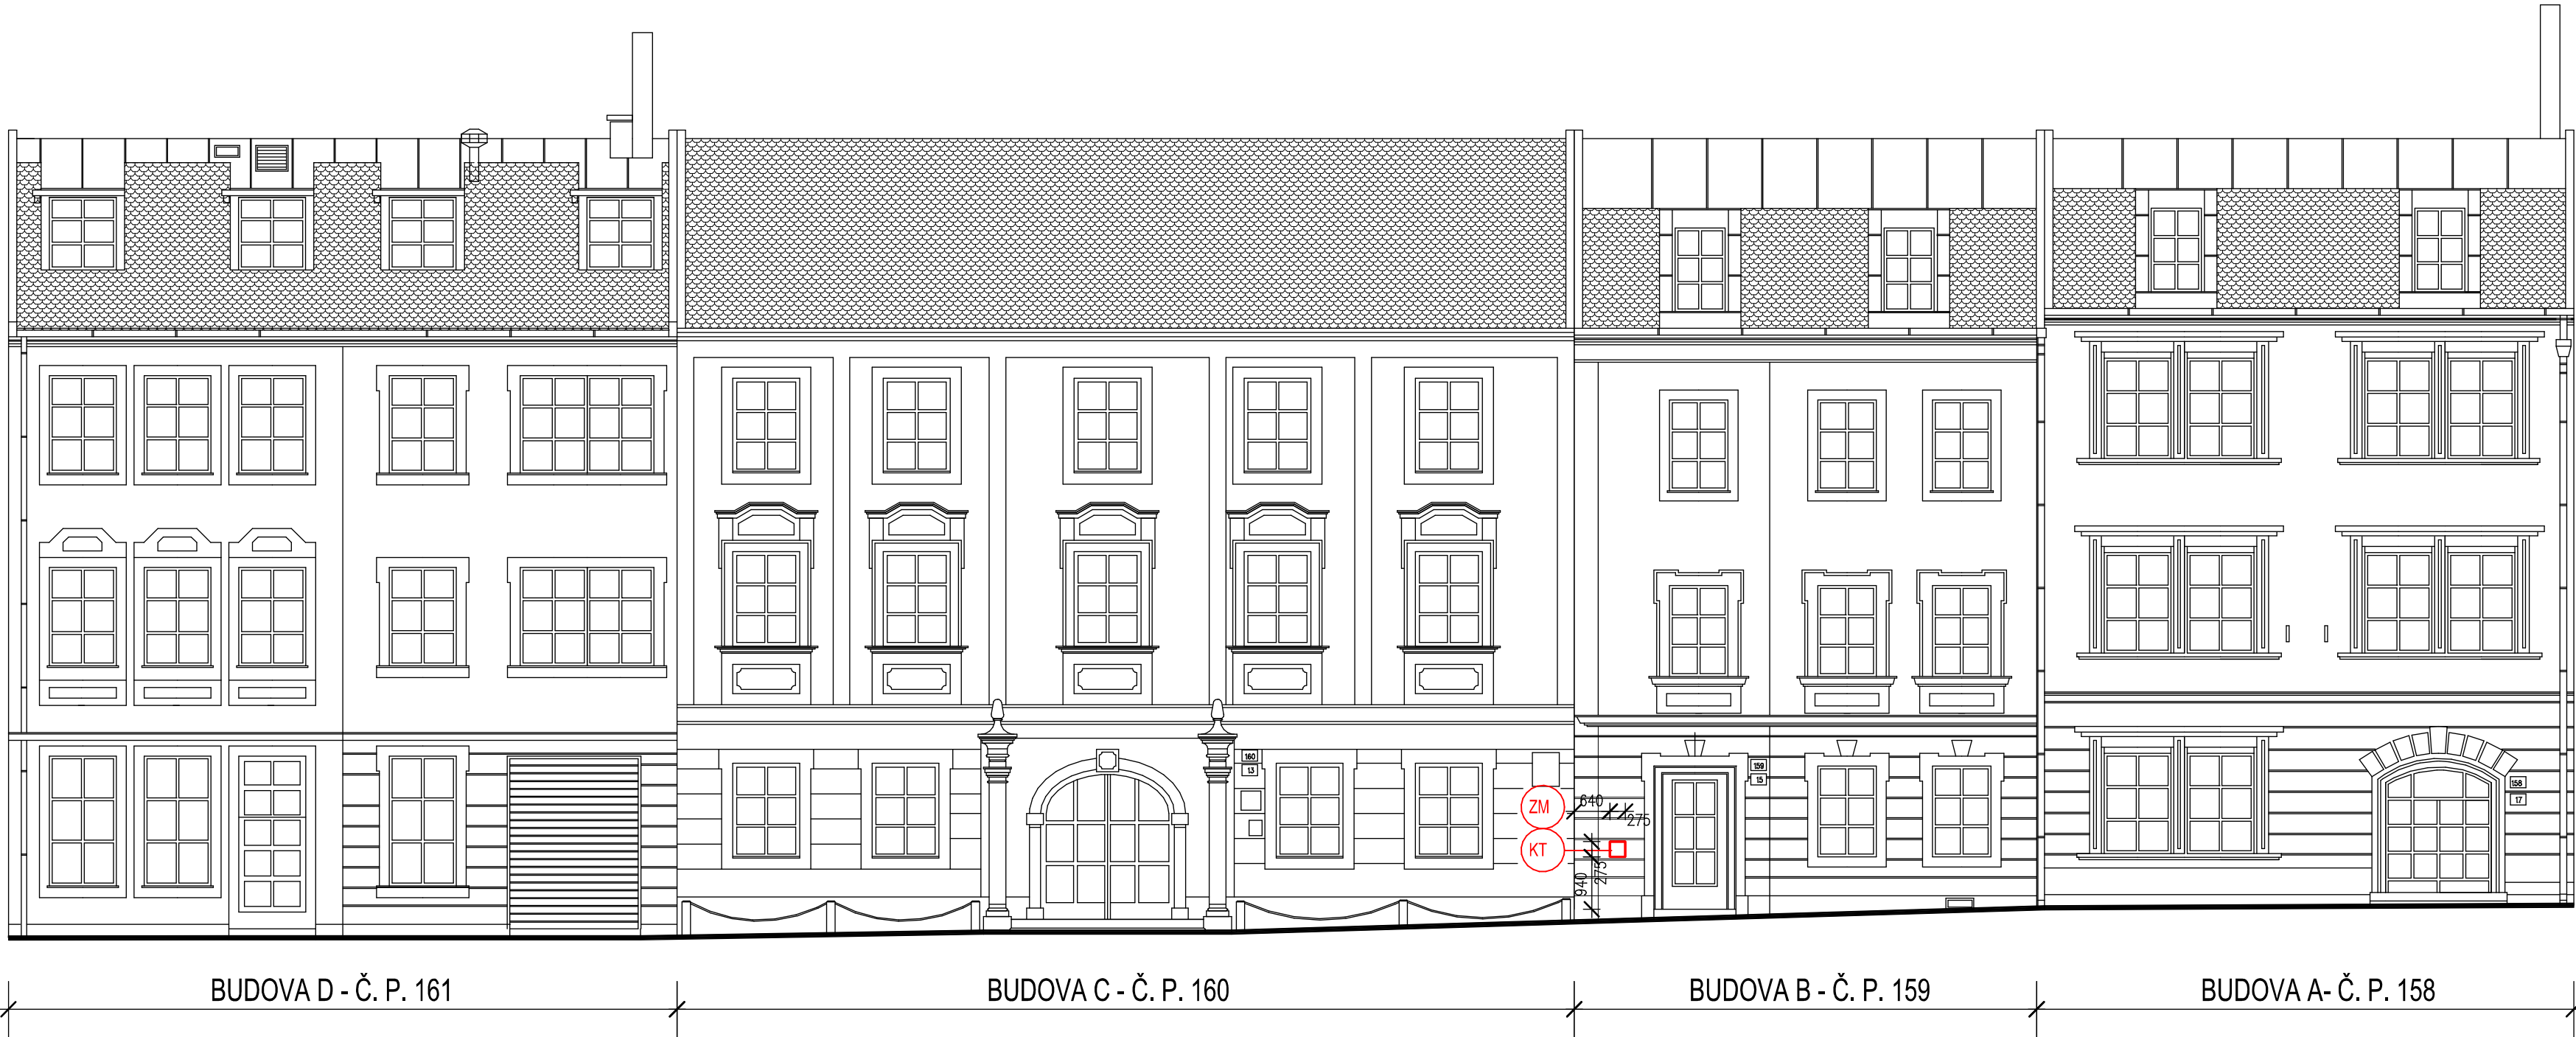 160
13
159
15
158
17
ZM
640
275
KT
275
940
BUDOVA D - Č. P. 161
BUDOVA C - Č. P. 160
BUDOVA B - Č. P. 159
BUDOVA A- Č. P. 158